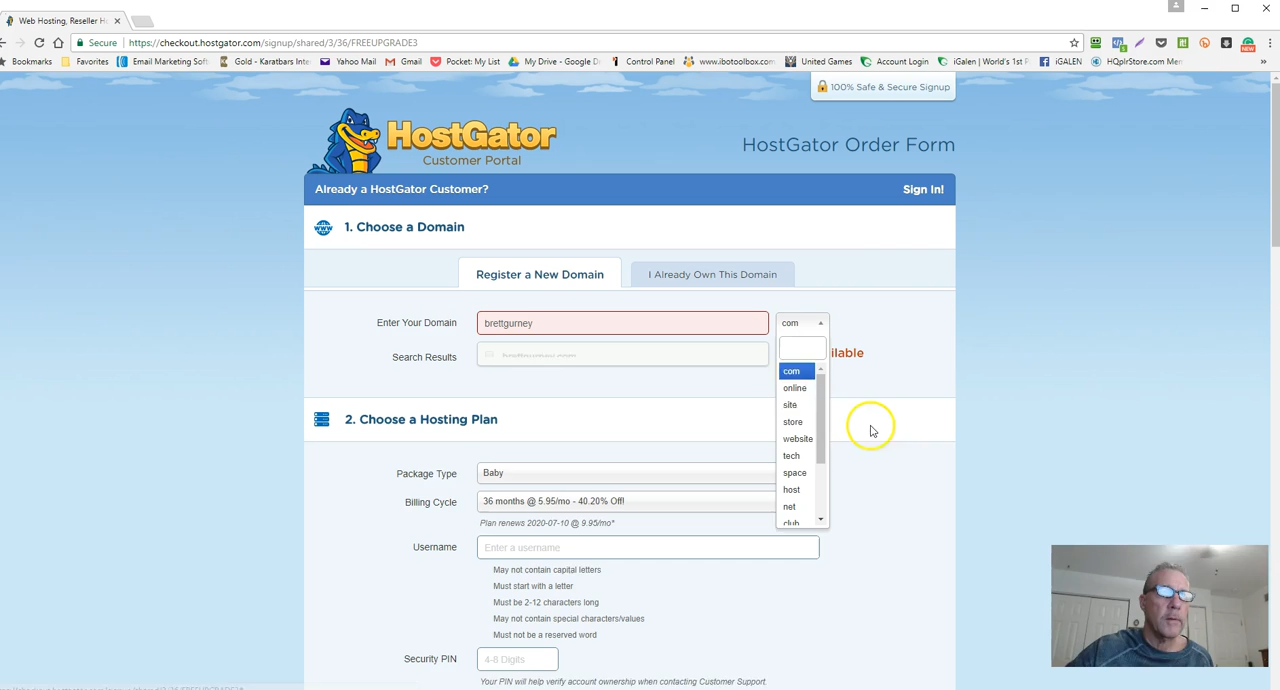 Web Hosting, Reseller H
Secure https://checkout.hostgator.com/signup/shared/3/36/FREEUPGRADE3
Bookmarks Favorites Email Marketing Soft Gold - Karatbars Inte Yahoo Mail Gmail Pocket: My List My Drive - Google D Control Panel www.ibotoolbox.com United Games Account Login iGalen | World's 1st P iGALEN HQplrStore.com Mem
NEW
100% Safe & Secure Signup
HostGator
Customer Portal
HostGator Order Form
Already a HostGator Customer? Sign In!
www 1. Choose a Domain
Register a New Domain I Already Own This Domain
Enter Your Domain brettgurney com
Search Results brettgurney.com ilable
com
online
site
store
website
tech
space
host
net
club
2. Choose a Hosting Plan
Package Type Baby
Billing Cycle 36 months @ 5.95/mo - 40.20% Off!
Plan renews 2020-07-10 @ 9.95/mo*
Username Enter a username
May not contain capital letters
Must start with a letter
Must be 2-12 characters long
May not contain special characters/values
Must not be a reserved word
Security PIN 4-8 Digits
Your PIN will help verify account ownership when contacting Customer Support.